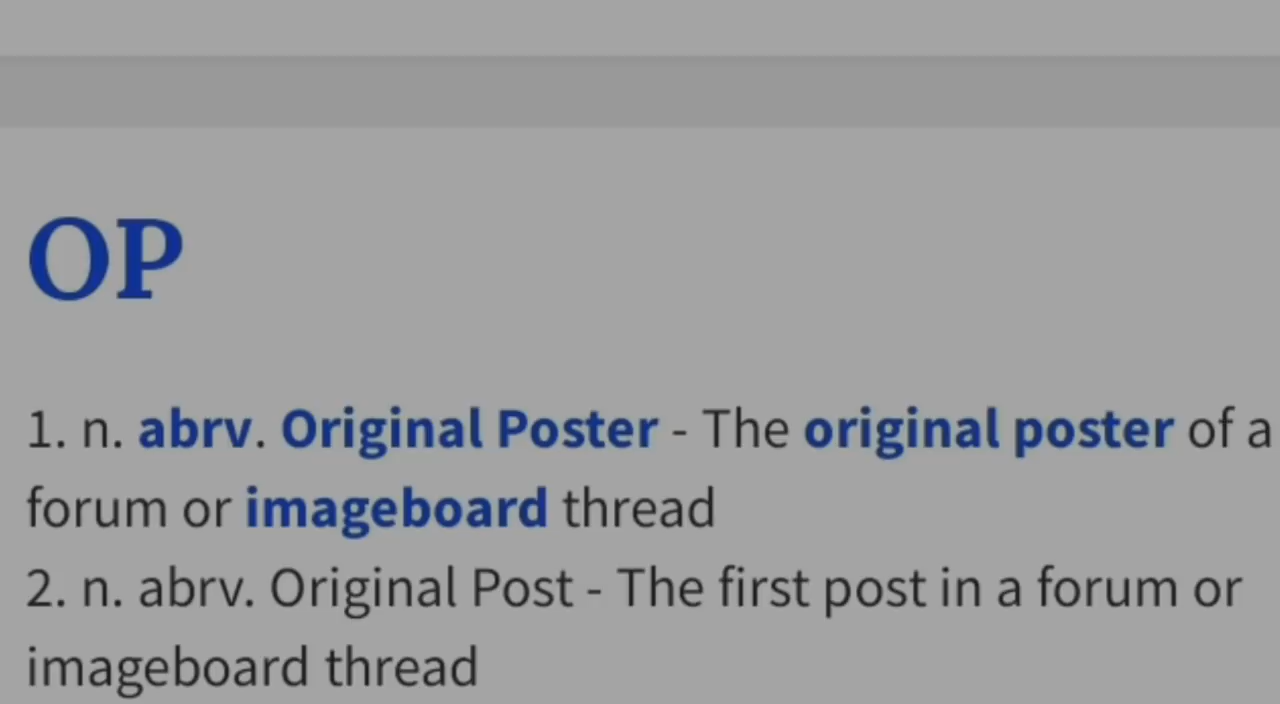 OP
1. n. abrv. Original Poster - The original poster of a
forum or imageboard thread
2. n. abrv. Original Post - The first post in a forum or
imageboard thread